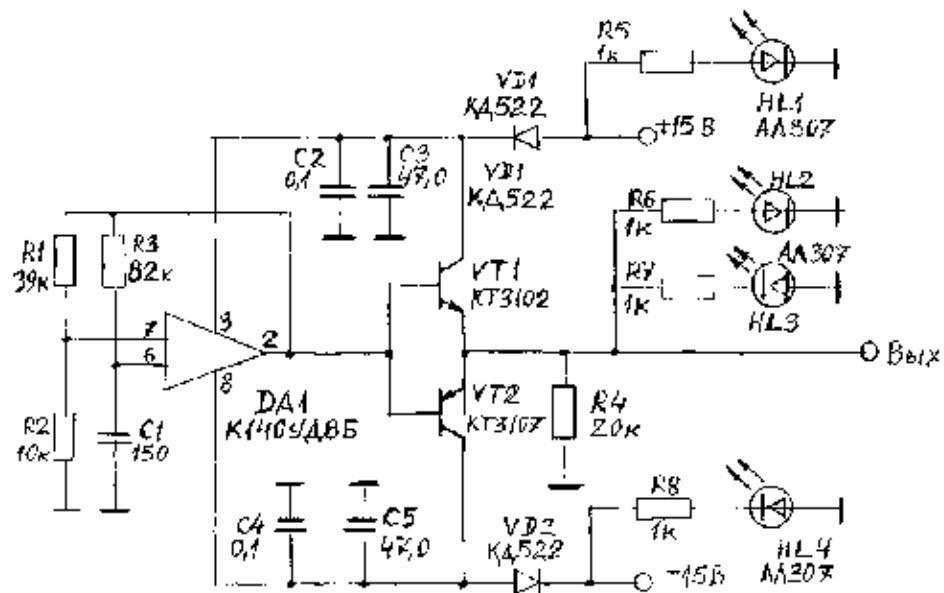 R5
1к
HL1
АЛ307
VD1
КД522
+15В
C2
0,1
C3
47,0
VD1
КД522
R6
1к
HL2
АЛ307
R1
39к
R3
82к
VT1
КТ3102
R7
1к
HL3
7
3
2
6
8
Вых
DA1
К140УД8Б
VT2
КТ3107
R4
20к
R2
10к
C1
150
C4
0,1
C5
47,0
VD2
КД522
R8
1к
HL4
АЛ307
-15В